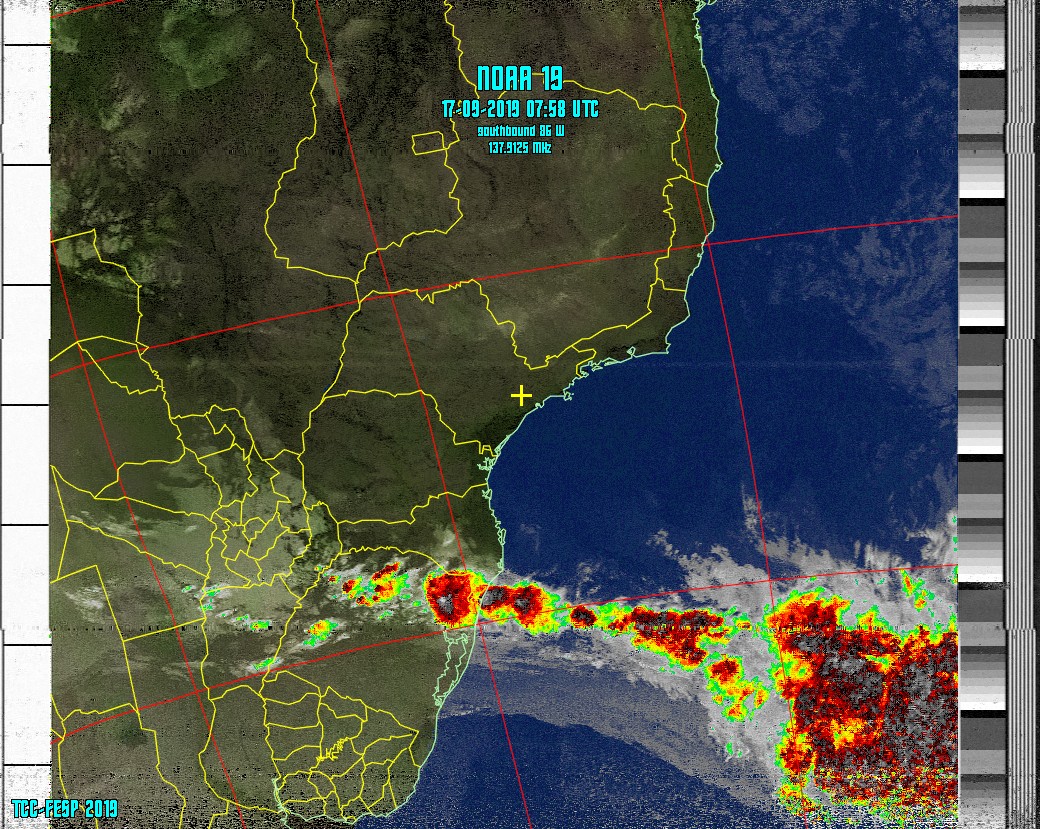 NOAA 19
17-09-2019 07:58 UTC
southbound 86 W
137.9125 MHz
TCC-FESP 2019